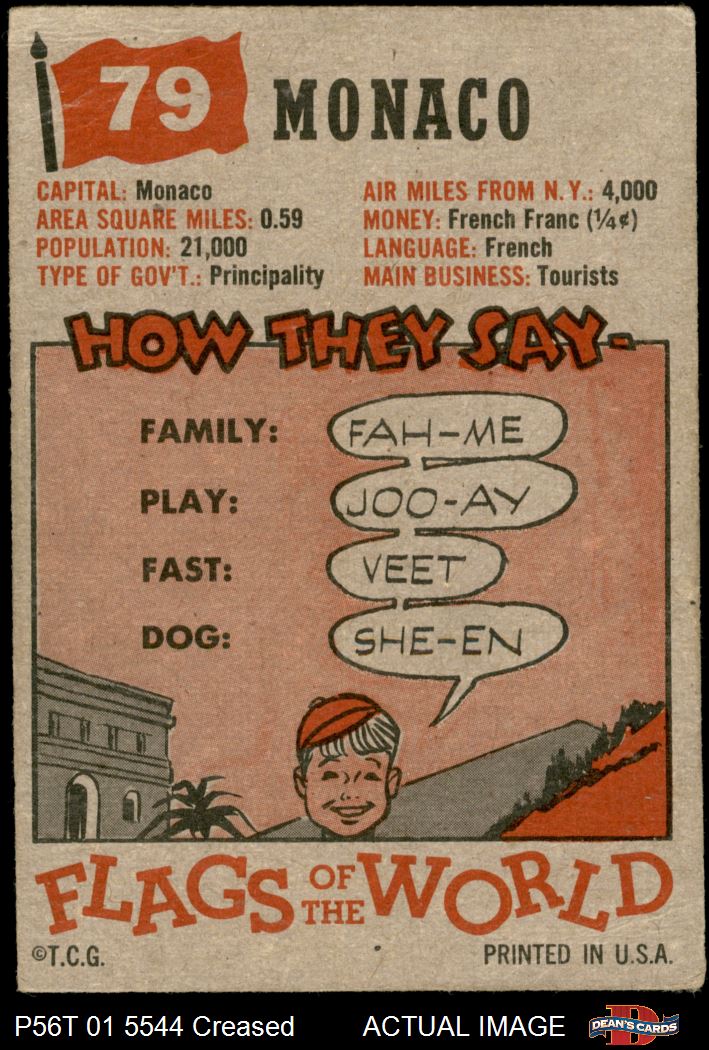 79 MONACO
CAPITAL: Monaco
AREA SQUARE MILES: 0.59
POPULATION: 21,000
TYPE OF GOV'T.: Principality
AIR MILES FROM N.Y.: 4,000
MONEY: French Franc (¼¢)
LANGUAGE: French
MAIN BUSINESS: Tourists
HOW THEY SAY-
FAMILY: FAH-ME
PLAY: JOO-AY
FAST: VEET
DOG: SHE-EN
FLAGS OF THE WORLD
©T.C.G. PRINTED IN U.S.A.
P56T 01 5544 Creased ACTUAL IMAGE D DEAN'S CARDS